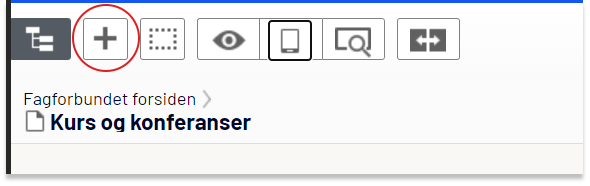 Fagforbundet forsiden
Kurs og konferanser